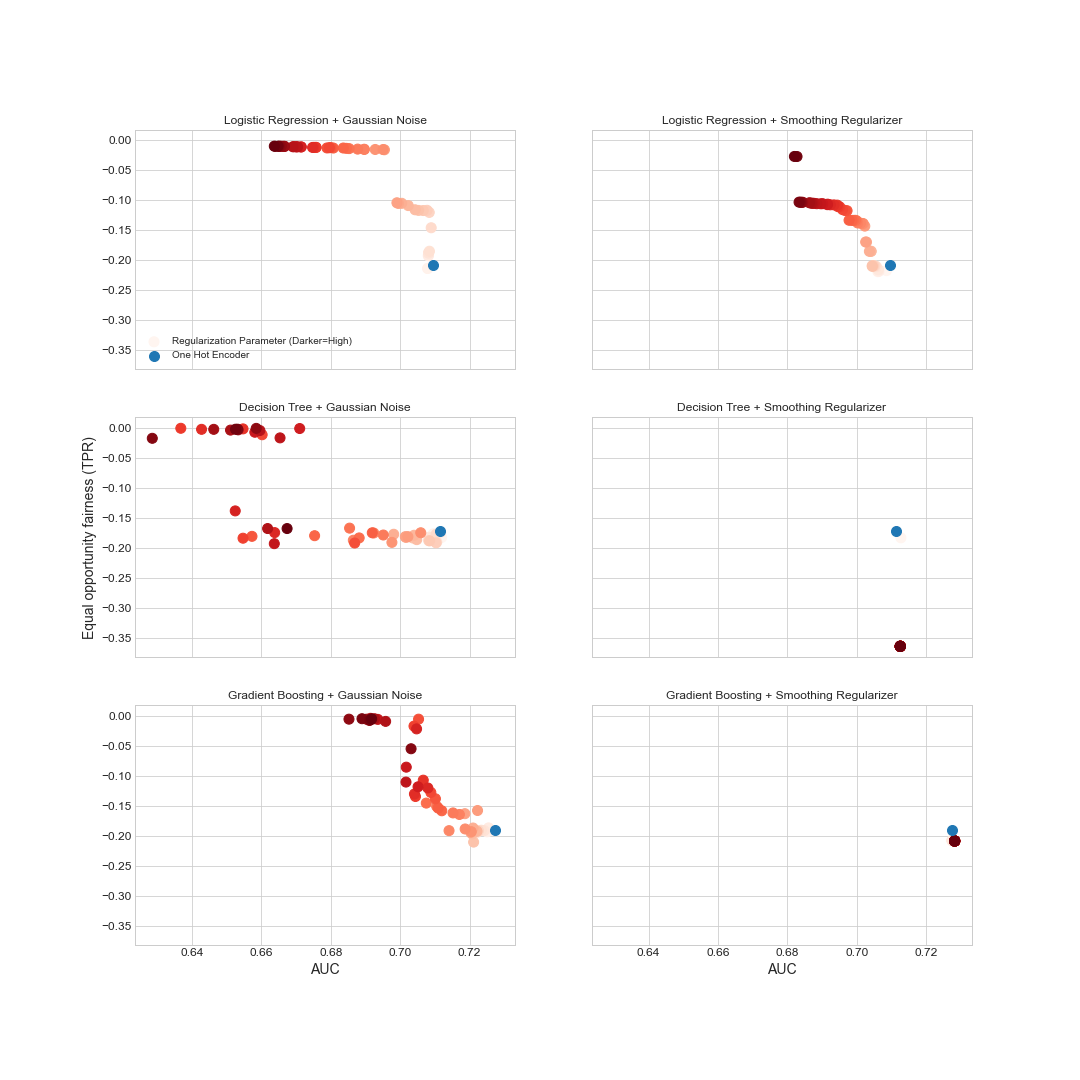 Logistic Regression + Gaussian Noise
Logistic Regression + Smoothing Regularizer
0.00
−0.05
−0.10
−0.15
−0.20
−0.25
−0.30
−0.35
Regularization Parameter (Darker=High)
One Hot Encoder
Decision Tree + Gaussian Noise
Decision Tree + Smoothing Regularizer
Equal opportunity fairness (TPR)
0.00
−0.05
−0.10
−0.15
−0.20
−0.25
−0.30
−0.35
Gradient Boosting + Gaussian Noise
Gradient Boosting + Smoothing Regularizer
0.00
−0.05
−0.10
−0.15
−0.20
−0.25
−0.30
−0.35
0.64 0.66 0.68 0.70 0.72
AUC
0.64 0.66 0.68 0.70 0.72
AUC